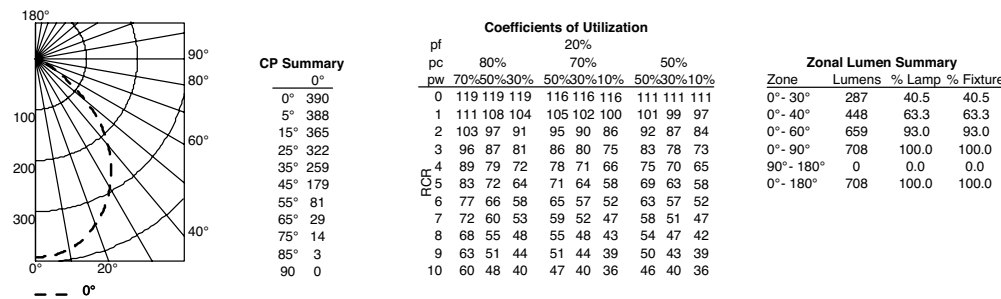 180°
90°
80°
100
60°
200
300
40°
0° 20°
0°
CP Summary
0°
0° 390
5° 388
15° 365
25° 322
35° 259
45° 179
55° 81
65° 29
75° 14
85° 3
90 0
Coefficients of Utilization
pf 20%
pc 80% 70% 50%
pw 70%50%30% 50%30%10% 50%30%10%
RCR
0 119 119 119 116 116 116 111 111 111
1 111 108 104 105 102 100 101 99 97
2 103 97 91 95 90 86 92 87 84
3 96 87 81 86 80 75 83 78 73
4 89 79 72 78 71 66 75 70 65
5 83 72 64 71 64 58 69 63 58
6 77 66 58 65 57 52 63 57 52
7 72 60 53 59 52 47 58 51 47
8 68 55 48 55 48 43 54 47 42
9 63 51 44 51 44 39 50 43 39
10 60 48 40 47 40 36 46 40 36
Zonal Lumen Summary
Zone Lumens % Lamp % Fixture
0°- 30° 287 40.5 40.5
0°- 40° 448 63.3 63.3
0°- 60° 659 93.0 93.0
0°- 90° 708 100.0 100.0
90°- 180° 0 0.0 0.0
0°- 180° 708 100.0 100.0